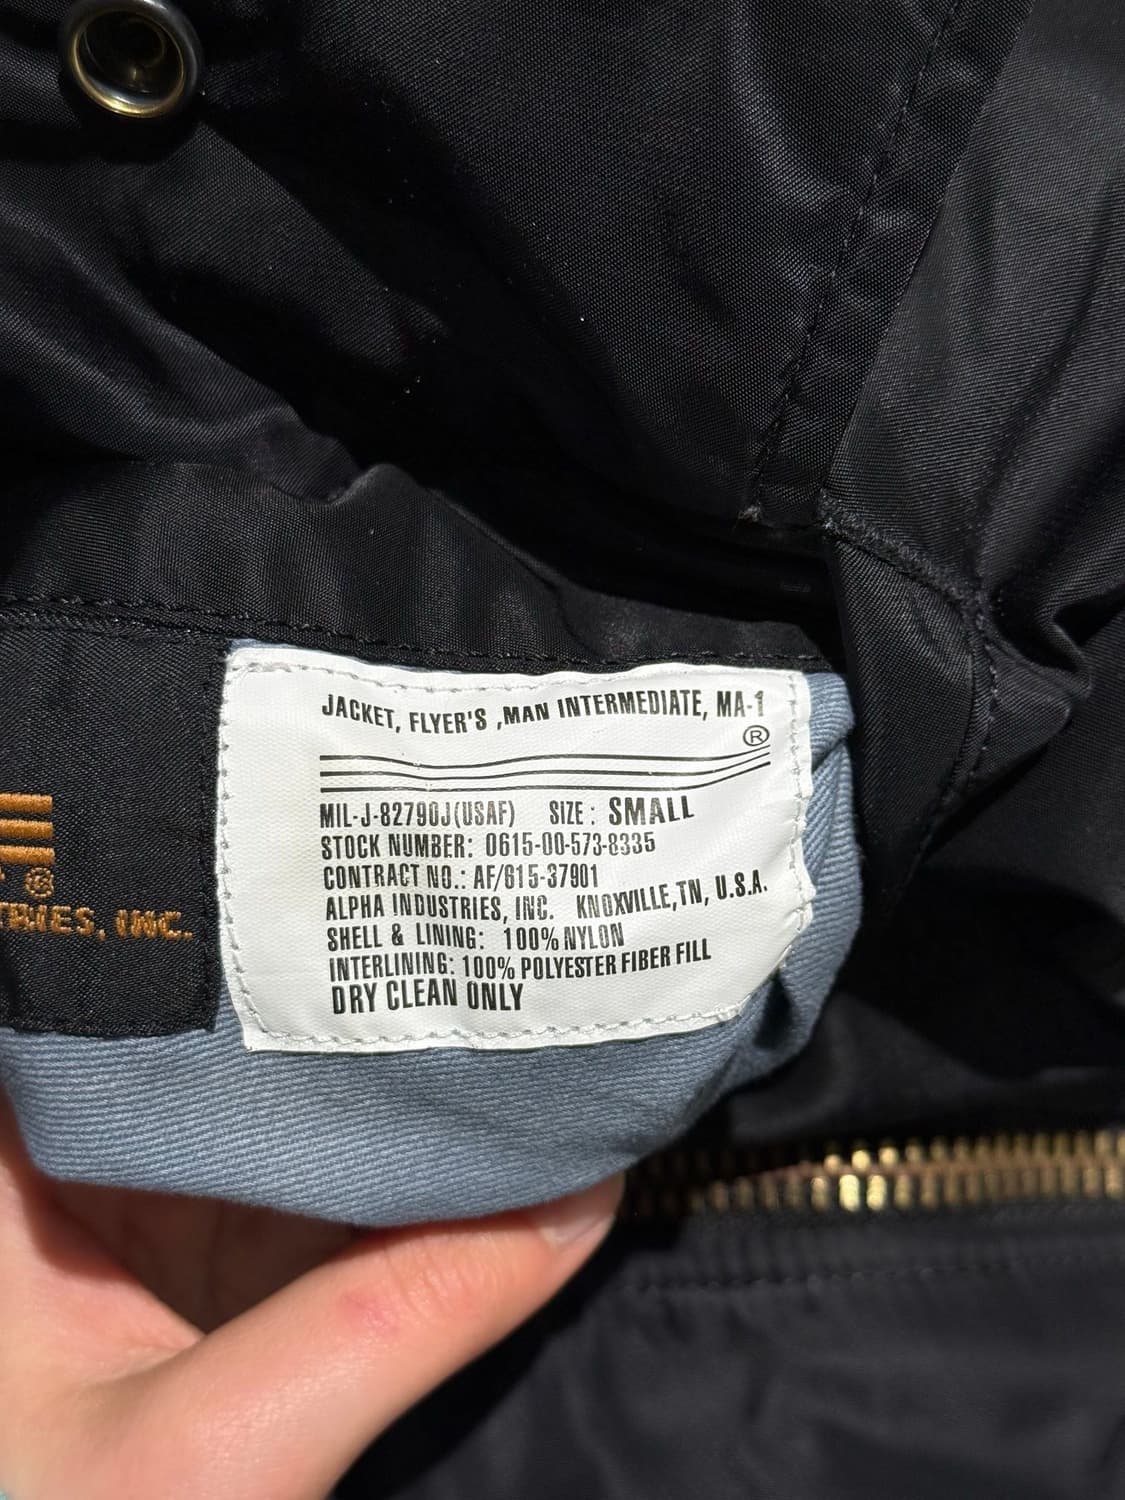 JACKET, FLYER'S ,MAN INTERMEDIATE, MA-1
®
MIL-J-82790J(USAF) SIZE : SMALL
STOCK NUMBER: 0615-00-573-8335
CONTRACT NO.: AF/615-37901
ALPHA INDUSTRIES, INC. KNOXVILLE,TN, U.S.A.
SHELL & LINING: 100% NYLON
INTERLINING: 100% POLYESTER FIBER FILL
DRY CLEAN ONLY
®
TRIES, INC.